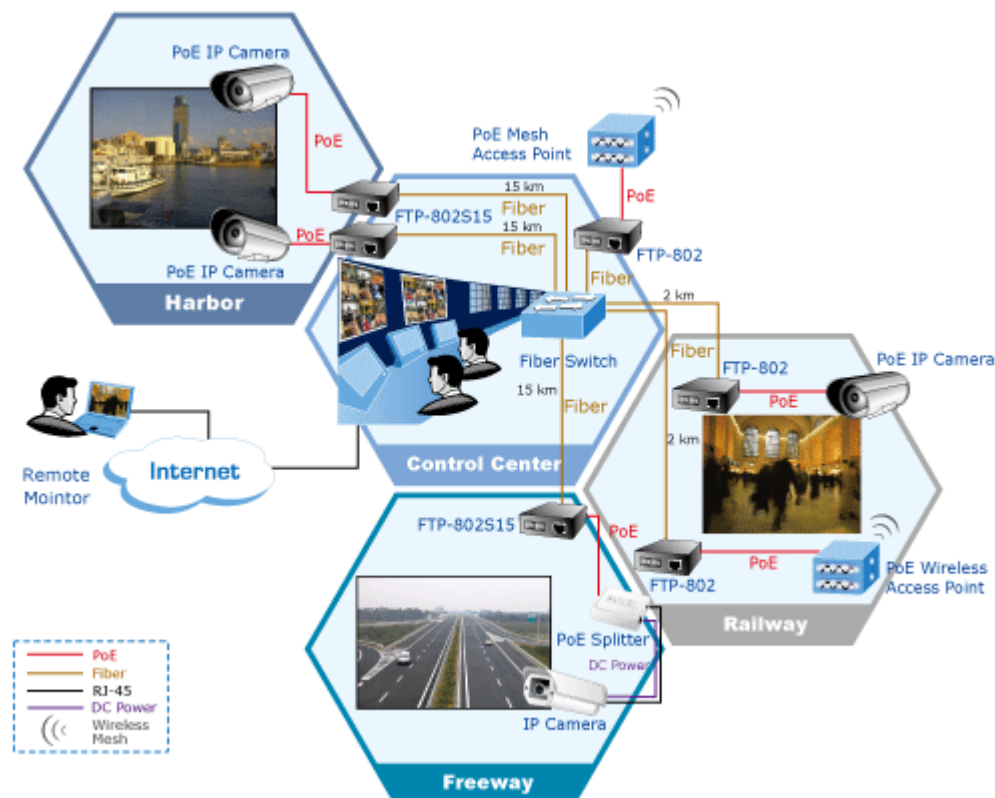 PoE IP Camera
PoE
PoE Mesh
Access Point
15 km
Fiber
PoE
FTP-802S15
15 km
Fiber
PoE
FTP-802
PoE IP Camera
Fiber
Harbor
2 km
Fiber Switch
Fiber
FTP-802
PoE IP Camera
15 km
Fiber
PoE
2 km
Control Center
Internet
Remote
Mointor
FTP-802S15
PoE
PoE
FTP-802
PoE Wireless
Access Point
Railway
PoE Splitter
DC Power
IP Camera
Freeway
PoE
Fiber
RJ-45
DC Power
Wireless
Mesh